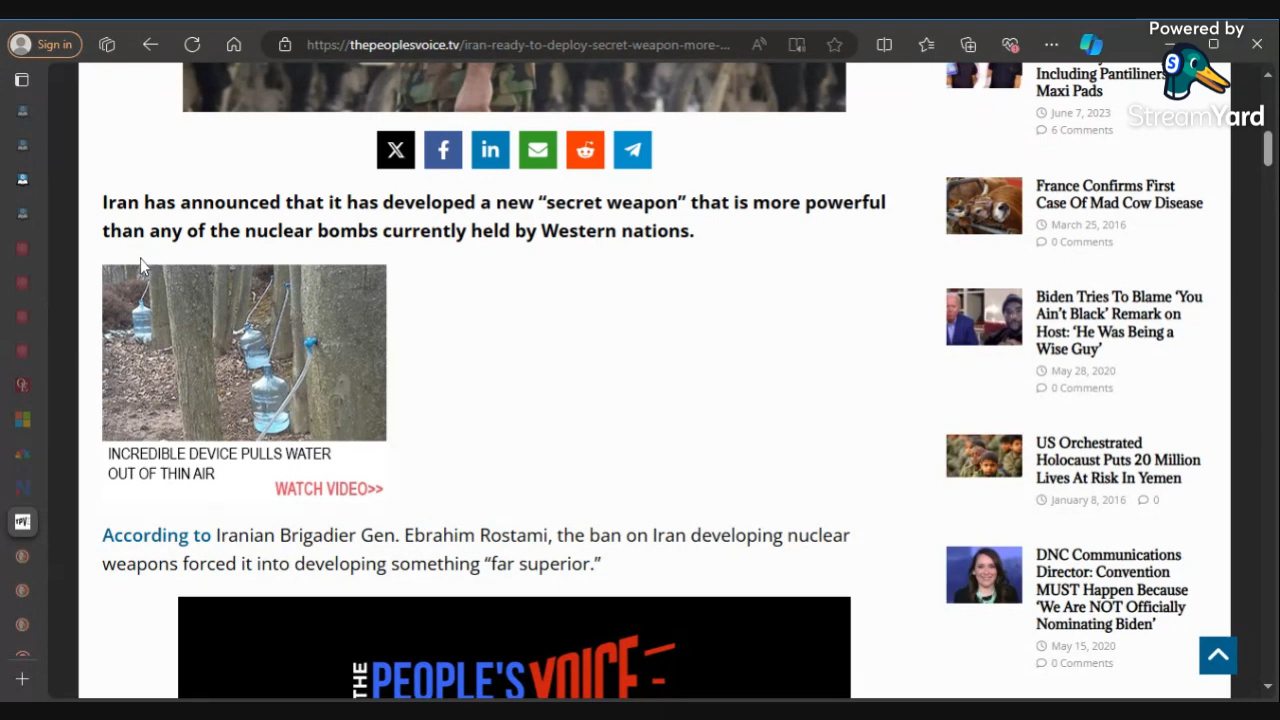 Powered by
StreamYard
Sign in
https://thepeoplesvoice.tv/iran-ready-to-deploy-secret-weapon-more-...
Including Pantiliners
Maxi Pads
June 7, 2023
6 Comments
Iran has announced that it has developed a new “secret weapon” that is more powerful
than any of the nuclear bombs currently held by Western nations.
INCREDIBLE DEVICE PULLS WATER
OUT OF THIN AIR
WATCH VIDEO>>
According to Iranian Brigadier Gen. Ebrahim Rostami, the ban on Iran developing nuclear
weapons forced it into developing something “far superior.”
THE PEOPLE'S VOICE
France Confirms First
Case Of Mad Cow Disease
March 25, 2016
0 Comments
Biden Tries To Blame ‘You
Ain’t Black’ Remark on
Host: ‘He Was Being a
Wise Guy’
May 28, 2020
0 Comments
US Orchestrated
Holocaust Puts 20 Million
Lives At Risk In Yemen
January 8, 2016 0
DNC Communications
Director: Convention
MUST Happen Because
‘We Are NOT Officially
Nominating Biden’
May 15, 2020
0 Comments